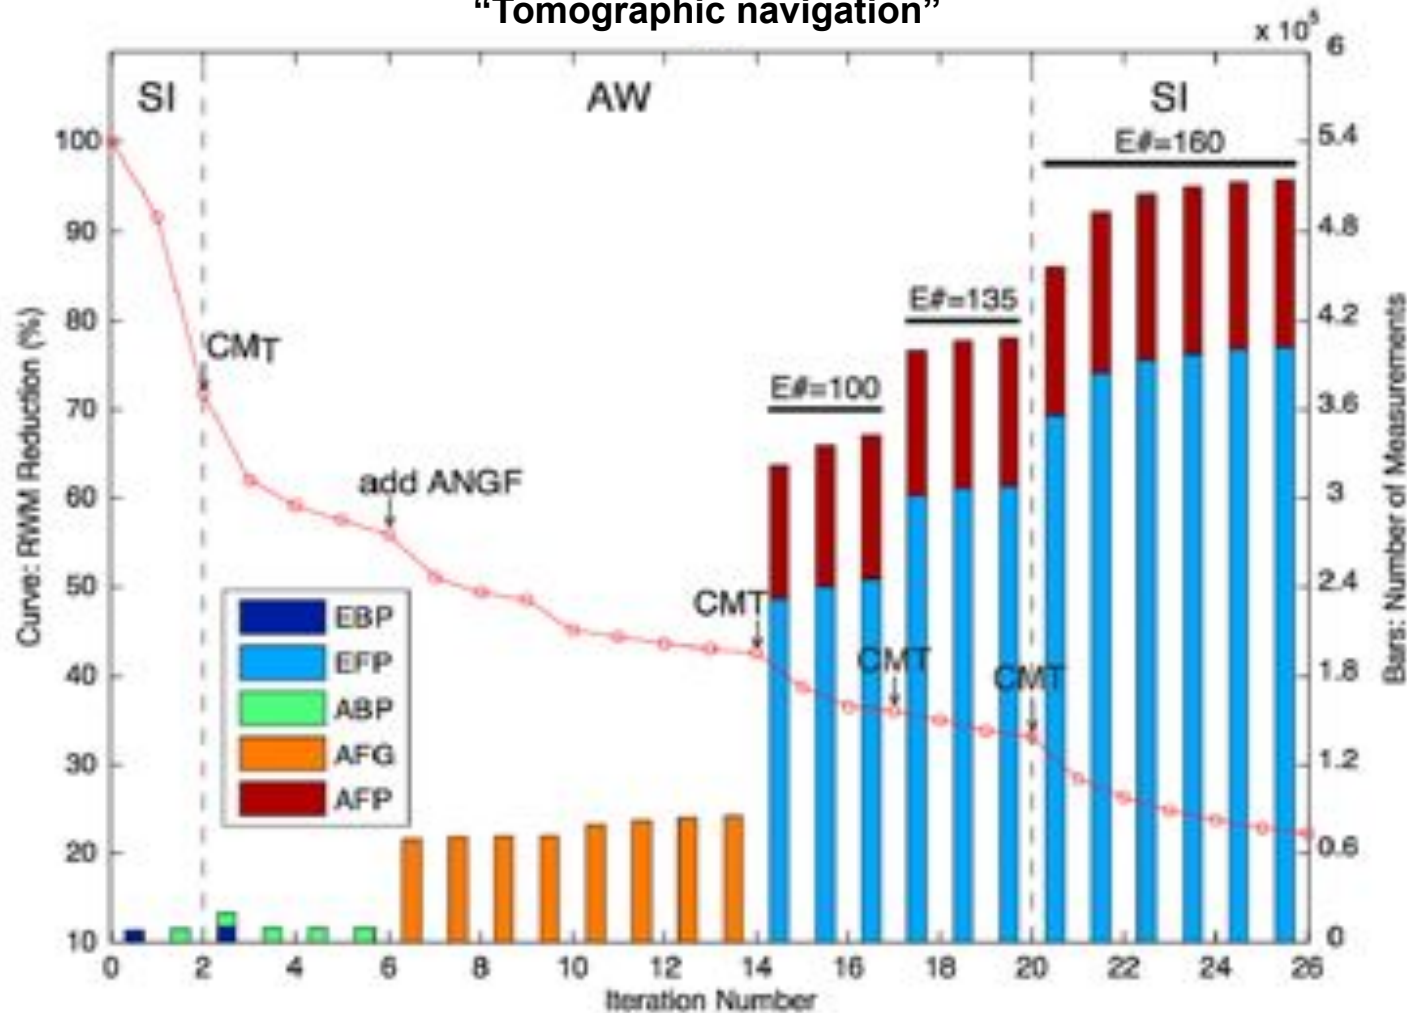 “Tomographic navigation”
x 10⁵
SI
AW
SI
E#=160
E#=135
E#=100
CMT
add ANGF
CMT
CMT
CMT
EBP
EFP
ABP
AFG
AFP
100
90
80
70
60
50
40
30
20
10
6
5.4
4.8
4.2
3.6
3
2.4
1.8
1.2
0.6
0
0 2 4 6 8 10 12 14 16 18 20 22 24 26
Iteration Number
Curve: RWM Reduction (%)
Bars: Number of Measurements